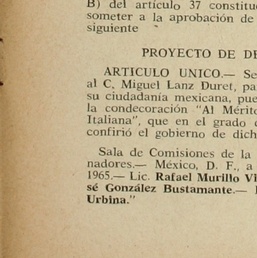 B) del artículo 37 constitu
someter a la aprobación de
siguiente
PROYECTO DE DE
ARTICULO UNICO.— Se
al C. Miguel Lanz Duret, pa
su ciudadanía mexicana, pue
la condecoración "Al Mérit
Italiana", que en el grado
confirió el gobierno de dich
Sala de Comisiones de la
nadores.— México, D. F., a
1965.— Lic. Rafael Murillo Vi
sé González Bustamante.—
Urbina."